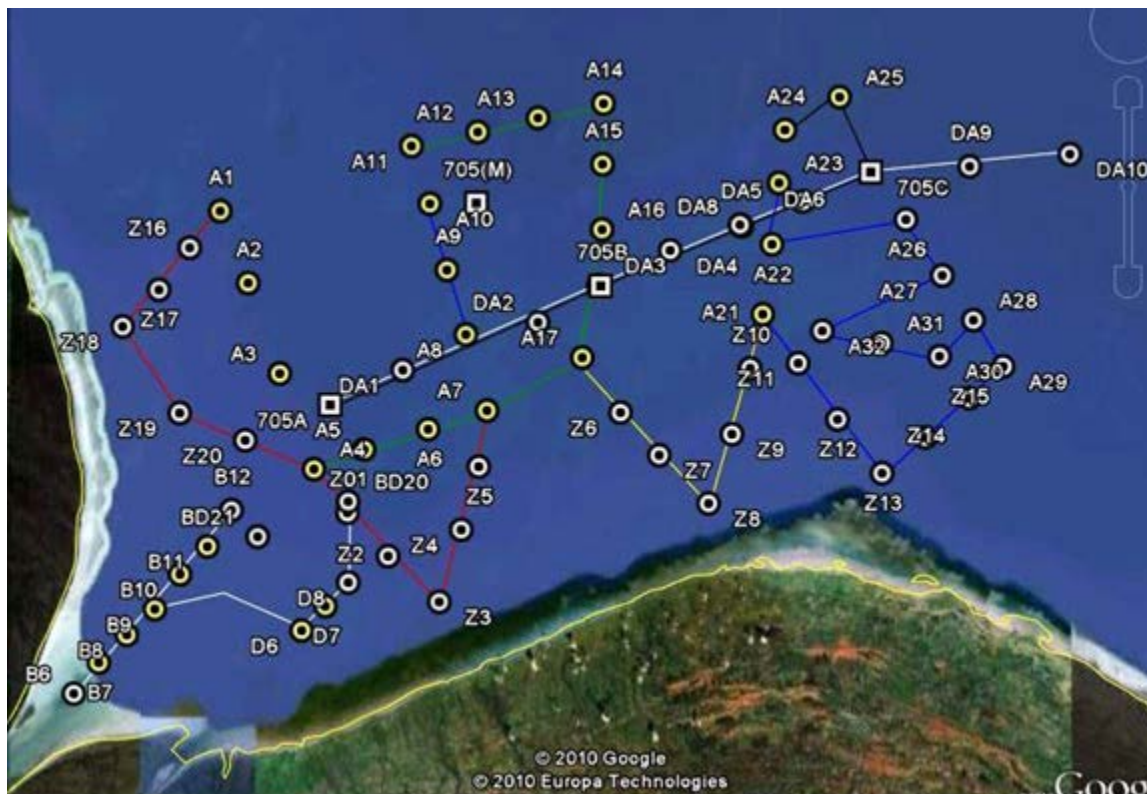 A14
A25
A13
A12
A24
A15
A11
DA9
705(M)
A23
DA10
A1
DA5
705C
DA6
A10
A16
DA8
Z16
A9
705B
A26
A2
DA3
DA4
A22
Z17
DA2
A27
A28
Z18
A21
Z10
A17
A31
A3
A8
A32
A30
Z11
A29
DA1
A7
Z15
Z19
705A
A5
Z6
A6
Z12
A4
Z9
Z14
Z20
Z01
BD20
Z7
B12
Z5
Z13
Z8
BD21
Z4
B11
Z2
B10
D8
Z3
B9
D7
D6
B8
B6
B7
© 2010 Google
© 2010 Europa Technologies
Goog